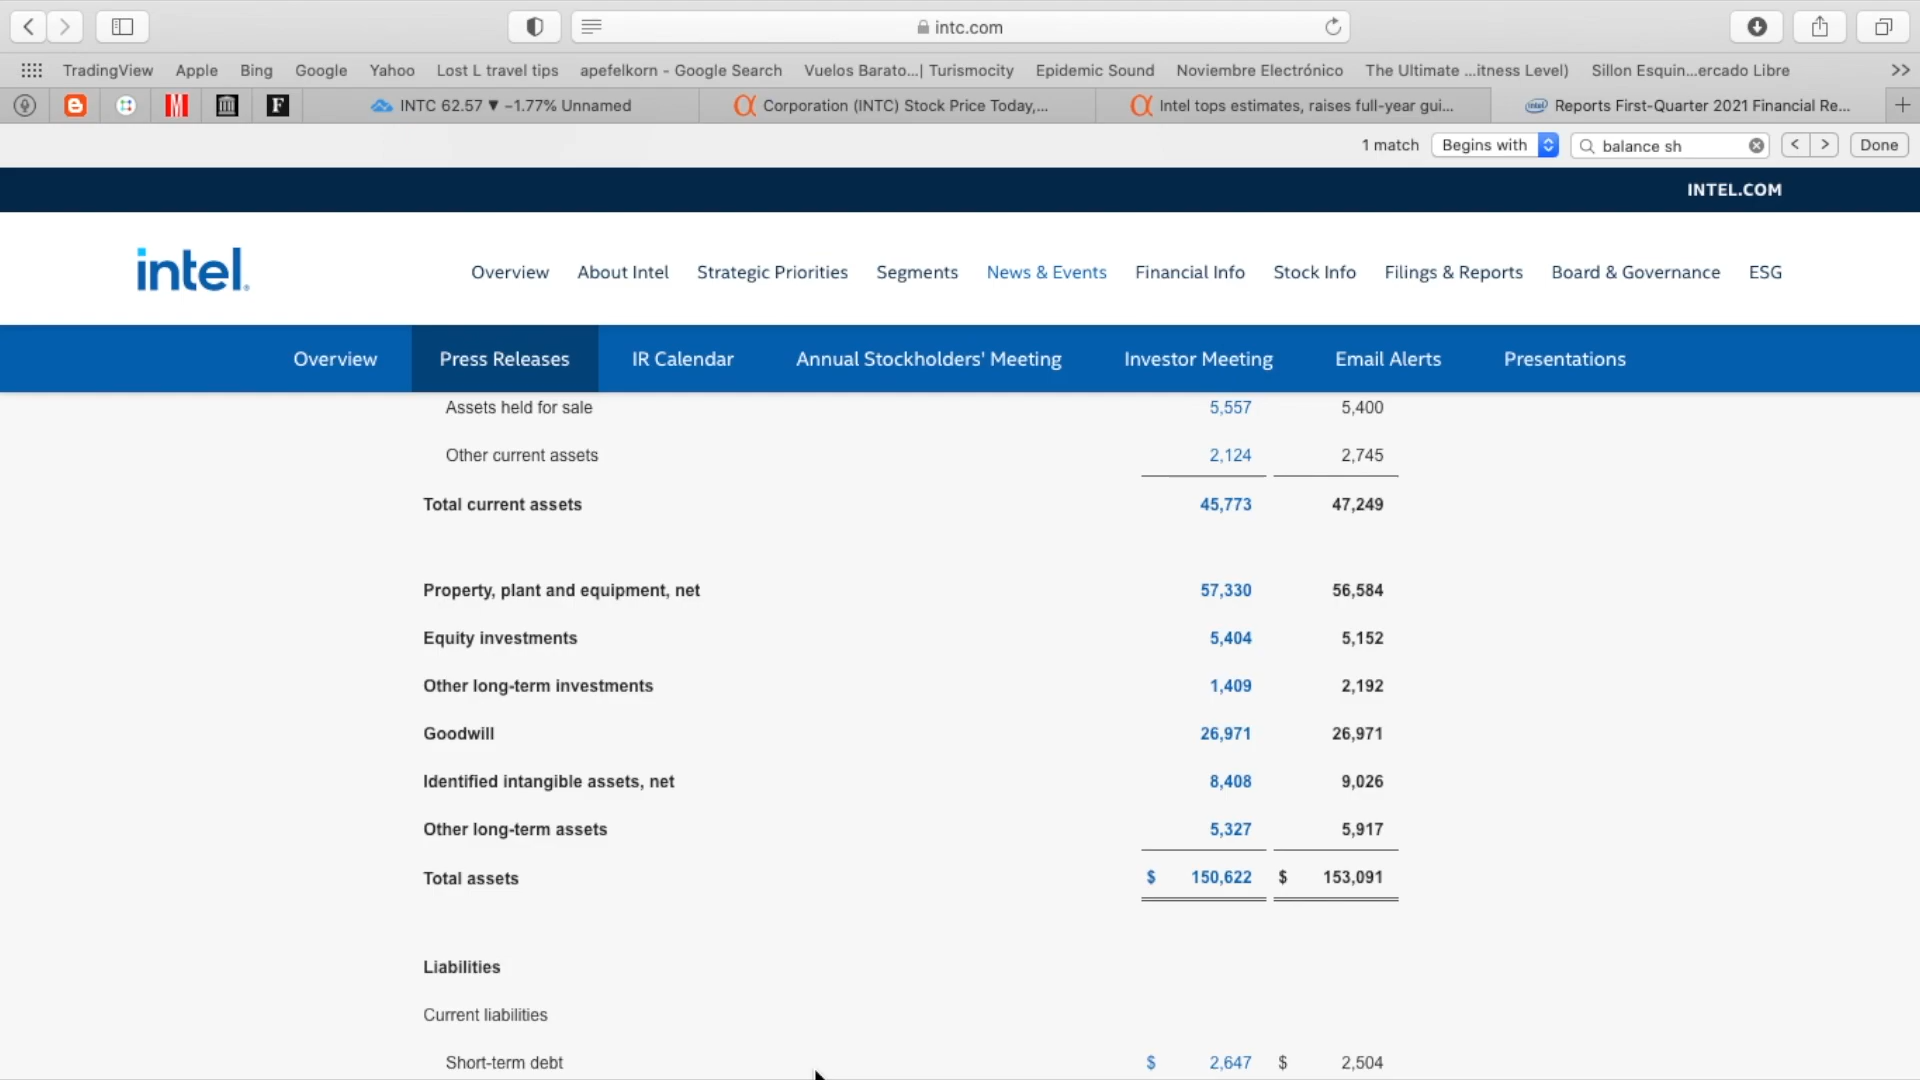 intc.com
TradingView Apple Bing Google Yahoo Lost L travel tips apefelkorn - Google Search Vuelos Barato...| Turismocity Epidemic Sound Noviembre Electrónico The Ultimate ...itness Level) Sillon Esquin...ercado Libre >>
F INTC 62.57 ▼ −1.77% Unnamed Corporation (INTC) Stock Price Today,... Intel tops estimates, raises full-year gui... intel Reports First-Quarter 2021 Financial Re... +
1 match Begins with balance sh < > Done
INTEL.COM
intel. Overview About Intel Strategic Priorities Segments News & Events Financial Info Stock Info Filings & Reports Board & Governance ESG
Overview Press Releases IR Calendar Annual Stockholders' Meeting Investor Meeting Email Alerts Presentations
Assets held for sale 5,557 5,400
Other current assets 2,124 2,745
Total current assets 45,773 47,249
Property, plant and equipment, net 57,330 56,584
Equity investments 5,404 5,152
Other long-term investments 1,409 2,192
Goodwill 26,971 26,971
Identified intangible assets, net 8,408 9,026
Other long-term assets 5,327 5,917
Total assets $ 150,622 $ 153,091
Liabilities
Current liabilities
Short-term debt $ 2,647 $ 2,504